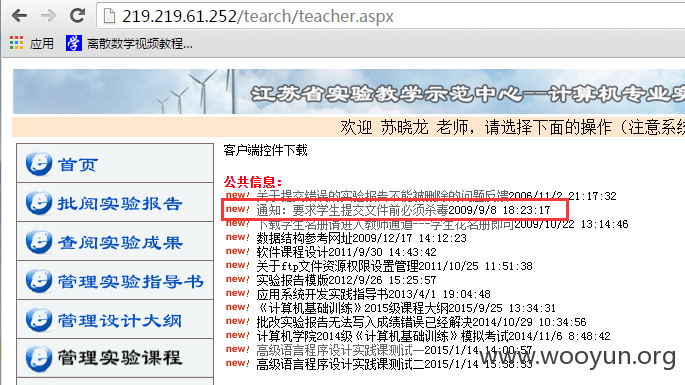 219.219.61.252/tearch/teacher.aspx
应用 学 离散数学视频教程...
江苏省实验教学示范中心--计算机专业实
欢迎 苏晓龙 老师，请选择下面的操作（注意系统
首页
批阅实验报告
查阅实验成果
管理实验指导书
管理设计大纲
管理实验课程
客户端控件下载
公共信息:
new! 关于提交错误的实验报告不能被删除的问题反馈2006/11/2 21:17:32
new! 通知：要求学生提交文件前必须杀毒2009/9/8 18:23:17
new! 下载学生名册请进入教师通道---学生花名册即可2009/10/22 13:14:46
new! 数据结构参考网址2009/12/17 14:12:23
new! 软件课程设计2011/9/30 14:43:42
new! 关于ftp文件资源权限设置管理2011/10/25 11:51:38
new! 实验报告模版2012/9/26 15:25:57
new! 应用系统开发实践指导书2013/4/1 19:04:48
new! 《计算机基础训练》2015级课程大纲2015/9/25 13:34:31
new! 批改实验报告无法写入成绩错误已经解决2014/10/29 10:34:56
new! 计算机学院2014级《计算机基础训练》模拟考试2014/11/6 8:48:42
new! 高级语言程序设计实践课测试一2015/1/14 14:00:57
new! 高级语言程序设计实践课测试二2015/1/14 15:58:53
www.wooyun.org